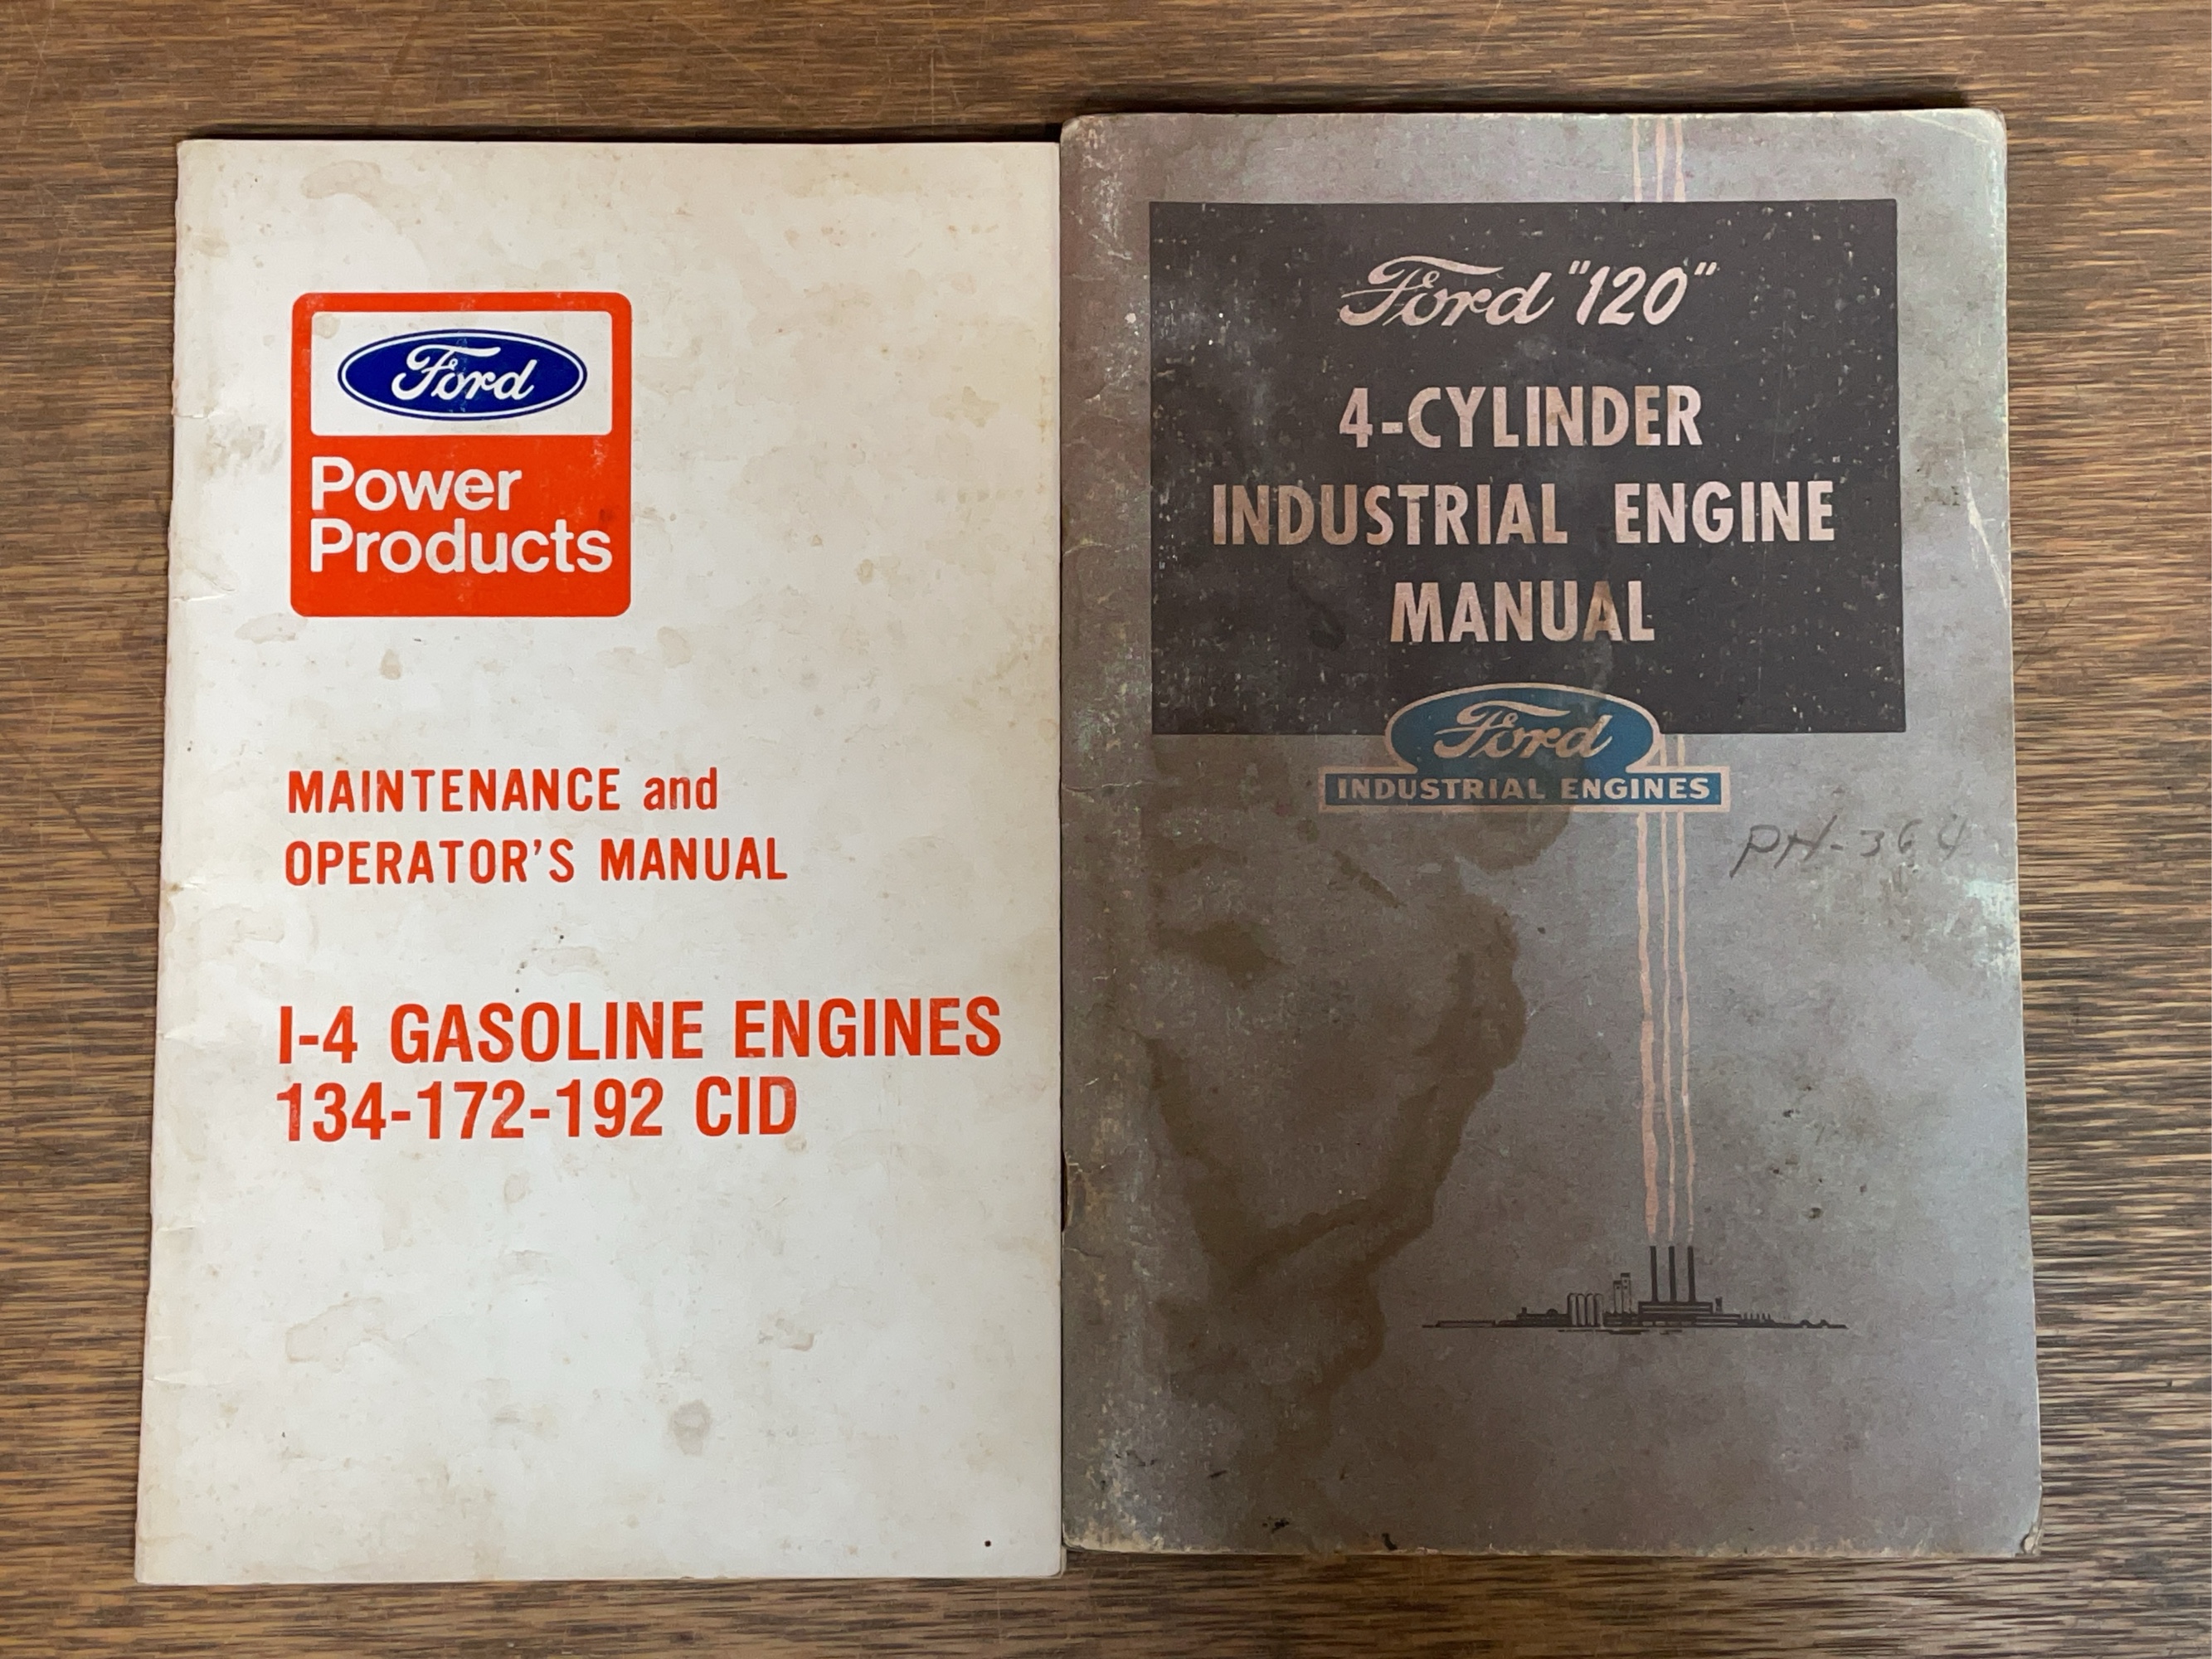 Ford
Power
Products
MAINTENANCE and
OPERATOR'S MANUAL
I-4 GASOLINE ENGINES
134-172-192 CID
Ford "120"
4-CYLINDER
INDUSTRIAL ENGINE
MANUAL
Ford
INDUSTRIAL ENGINES
PH-364